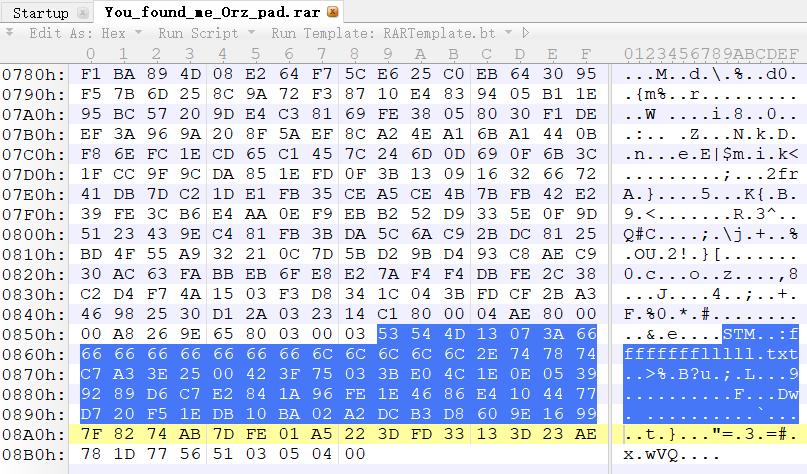 Startup You_found_me_Orz_pad.rar
Edit As: Hex Run Script Run Template: RARTemplate.bt
0 1 2 3 4 5 6 7 8 9 A B C D E F 0123456789ABCDEF
0780h: F1 BA 89 4D 08 E2 64 F7 5C E6 25 C0 EB 64 30 95 ...M..d.\.%..d0.
0790h: F5 7B 6D 25 8C 9A 72 F3 87 10 E4 83 94 05 B1 1E .{m%..r.........
07A0h: 95 BC 57 20 9D E4 C3 81 69 FE 38 05 80 30 F1 DE ..W ....i.8..0..
07B0h: EF 3A 96 9A 20 8F 5A EF 8C A2 4E A1 6B A1 44 0B .:.. .Z...N.k.D.
07C0h: F8 6E FC 1E CD 65 C1 45 7C 24 6D 0D 69 0F 6B 3C .n...e.E|$m.i.k<
07D0h: 1F CC 9F 9C DA 85 1E FD 0F 3B 13 09 16 32 66 72 .........;...2fr
07E0h: 41 DB 7D C2 1D E1 FB 35 CE A5 CE 4B 7B FB 42 E2 A.}....5...K{.B.
07F0h: 39 FE 3C B6 E4 AA 0E F9 EB B2 52 D9 33 5E 0F 9D 9.<.......R.3^..
0800h: 51 23 43 9E C4 81 FB 3B DA 5C 6A C9 2B DC 81 25 Q#C....;.\j.+..%
0810h: BD 4F 55 A9 32 21 0C 7D 5B D2 9B D4 93 C8 AE C9 .OU.2!.}[.......
0820h: 30 AC 63 FA BB EB 6F E8 E2 7A F4 F4 DB FE 2C 38 0.c...o..z....,8
0830h: C2 D4 F7 4A 15 03 F3 D8 34 1C 04 3B FD CF 2B A3 ...J....4..;..+.
0840h: 46 98 25 30 D1 2A 03 23 14 C1 80 00 04 AE 80 00 F.%0.*.#........
0850h: 00 A8 26 9E 65 80 03 00 03 53 54 4D 13 07 3A 66 ..&.e....STM..:f
0860h: 66 66 66 66 66 66 66 6C 6C 6C 6C 6C 2E 74 78 74 ffffffflllll.txt
0870h: C7 A3 3E 25 00 42 3F 75 03 3B E0 4C 1E 0E 05 39 ..>%.B?u.;.L...9
0880h: 92 89 D6 C7 E2 84 1A 96 FE 1E 46 86 E4 10 44 77 ..........F...Dw
0890h: D7 20 F5 1E DB 10 BA 02 A2 DC B3 D8 60 9E 16 99 . ..........`...
08A0h: 7F 82 74 AB 7D FE 01 A5 22 3D FD 33 13 3D 23 AE ..t.}..."=.3.=#.
08B0h: 78 1D 77 56 51 03 05 04 00 x.wVQ....